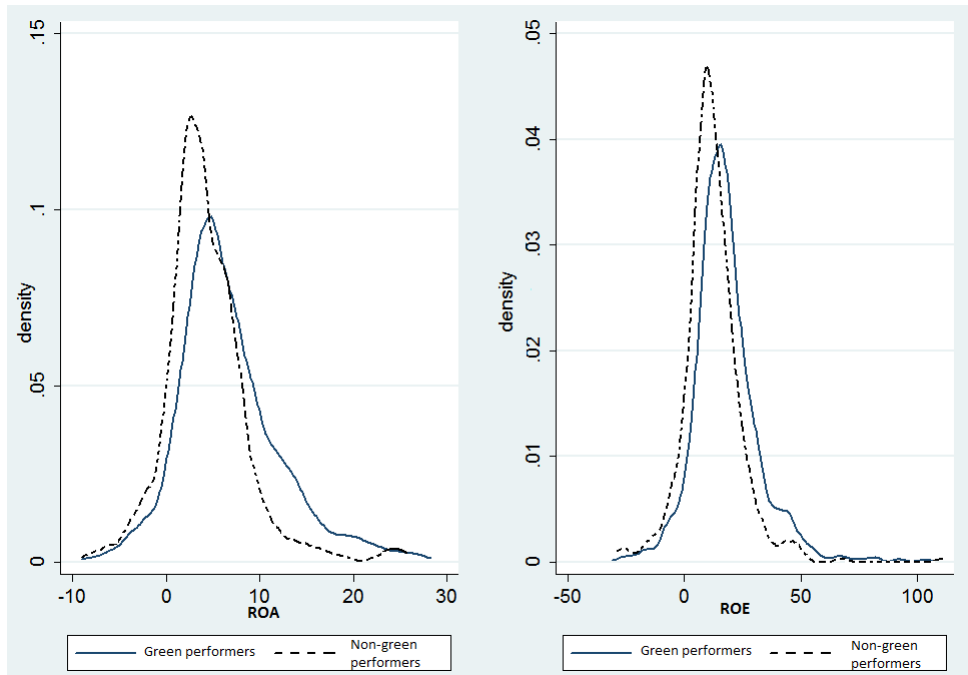 .15
.1
.05
0
density
-10
0
10
20
30
ROA
Green performers
Non-green
performers
.05
.04
.03
.02
.01
0
density
-50
0
50
100
ROE
Green performers
Non-green
performers